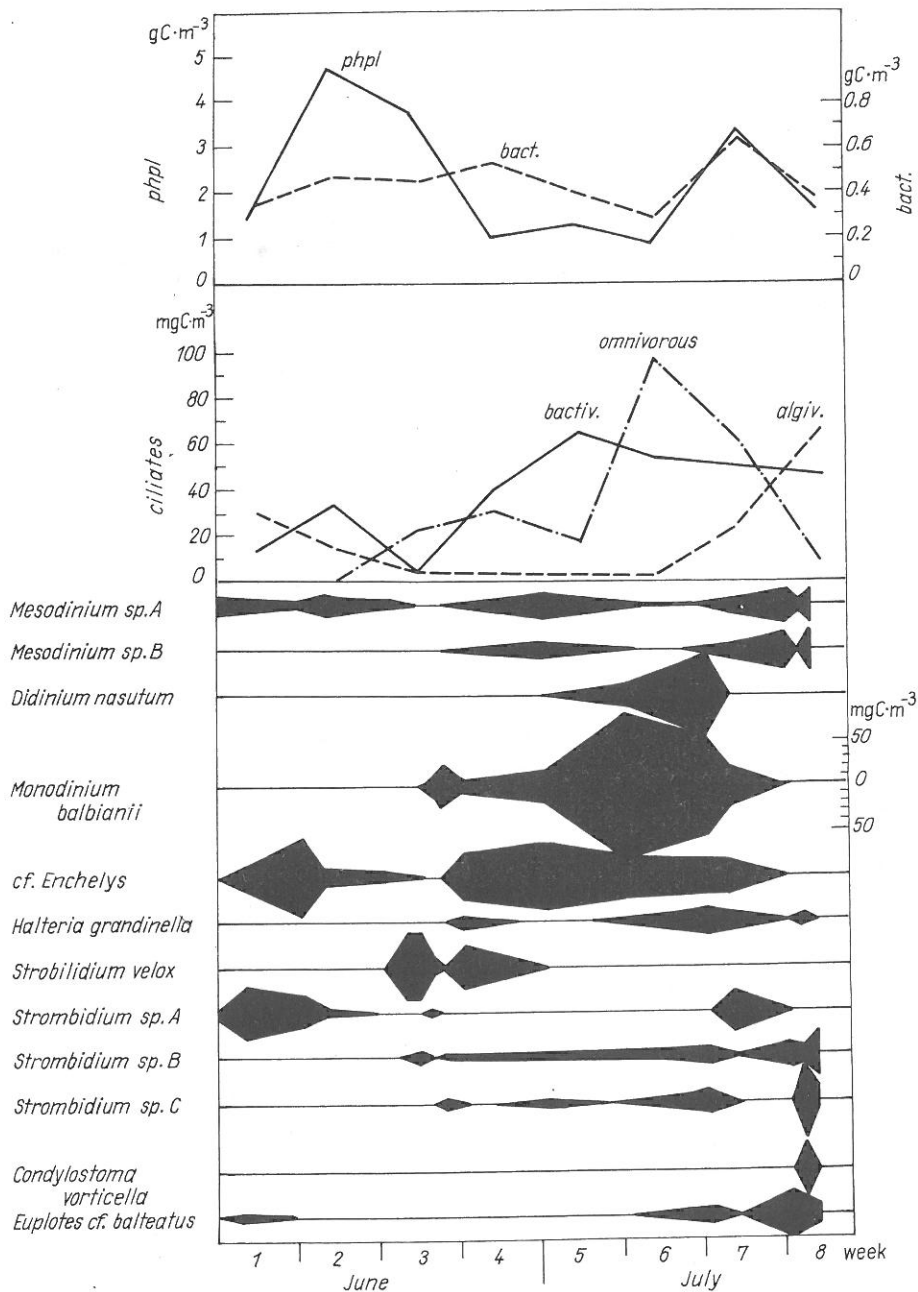 gC·m⁻³
5
4
3
2
1
0
phpl
phpl
bact.
gC·m⁻³
0.8
0.6
0.4
0.2
0
bact.
mgC·m⁻³
100
80
60
40
20
0
ciliates
omnivorous
bactiv.
algiv.
Mesodinium sp.A
Mesodinium sp.B
Didinium nasutum
mgC·m⁻³
50
0
50
Monodinium
balbianii
cf. Enchelys
Halteria grandinella
Strobilidium velox
Strombidium sp.A
Strombidium sp.B
Strombidium sp.C
Condylostoma
vorticella
Euplotes cf. balteatus
1 2 3 4 5 6 7 8 week
June July